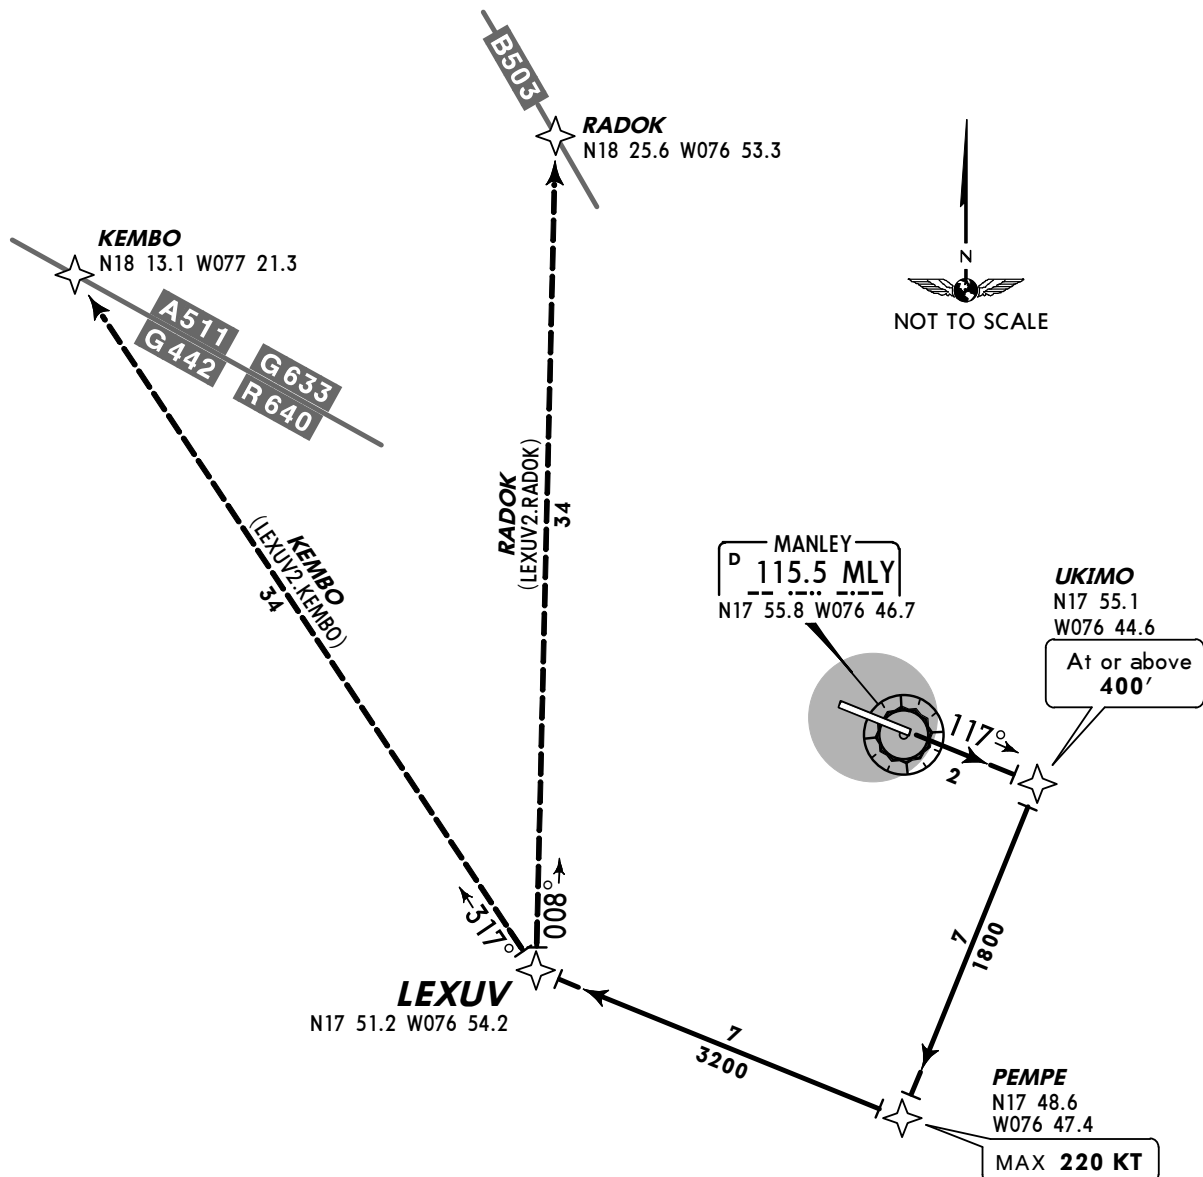 B503
RADOK
N18 25.6 W076 53.3
KEMBO
N18 13.1 W077 21.3
A511
G 442
G 633
R 640
N
NOT TO SCALE
KEMBO
(LEXUV2.KEMBO)
34
RADOK
(LEXUV2.RADOK)
34
MANLEY
D 115.5 MLY
N17 55.8 W076 46.7
UKIMO
N17 55.1
W076 44.6
At or above
400'
117°
2
7
1800
317°
008°
LEXUV
N17 51.2 W076 54.2
7
3200
PEMPE
N17 48.6
W076 47.4
MAX 220 KT